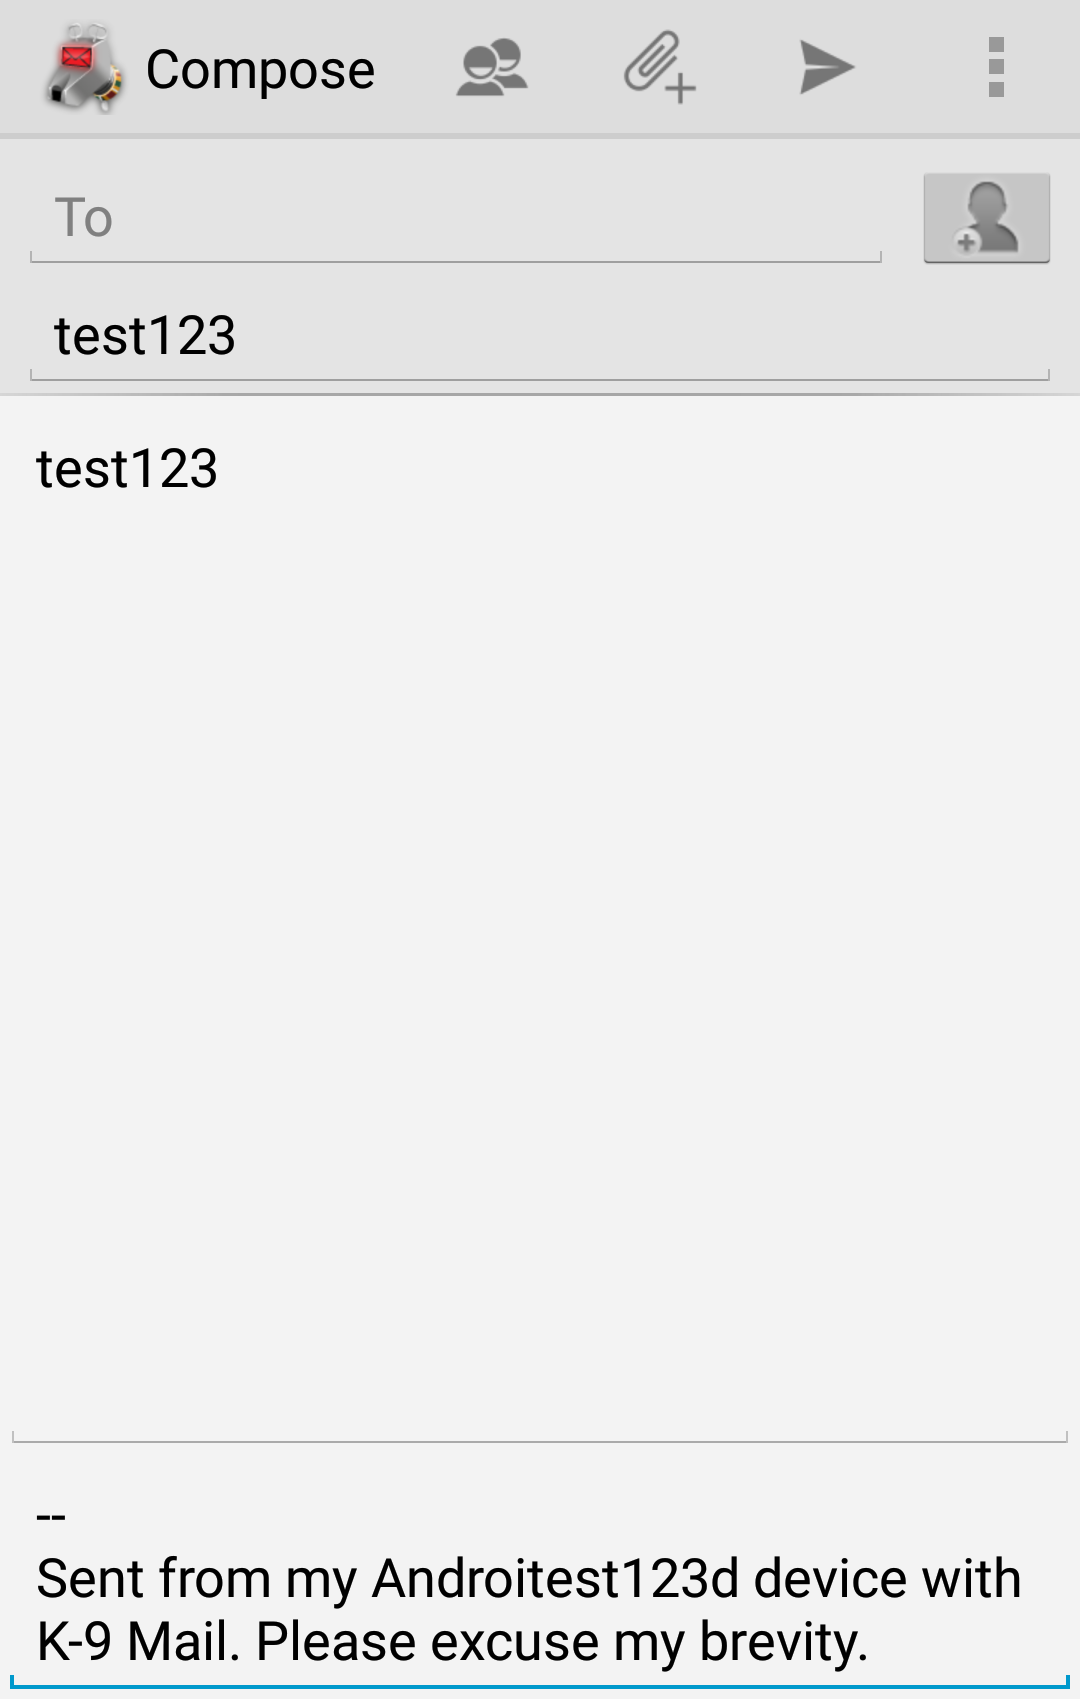 Compose
To
test123
test123
--
Sent from my Androitest123d device with
K-9 Mail. Please excuse my brevity.